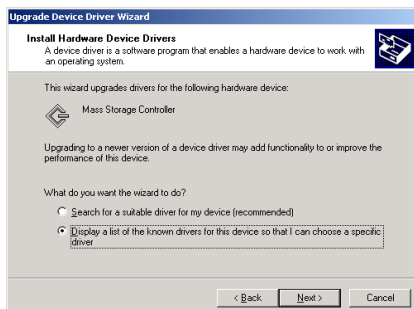 Upgrade Device Driver Wizard
Install Hardware Device Drivers
A device driver is a software program that enables a hardware device to work with
an operating system.
This wizard upgrades drivers for the following hardware device:
Mass Storage Controller
Upgrading to a newer version of a device driver may add functionality to or improve the
performance of this device.
What do you want the wizard to do?
Search for a suitable driver for my device (recommended)
Display a list of the known drivers for this device so that I can choose a specific
driver
< Back Next > Cancel